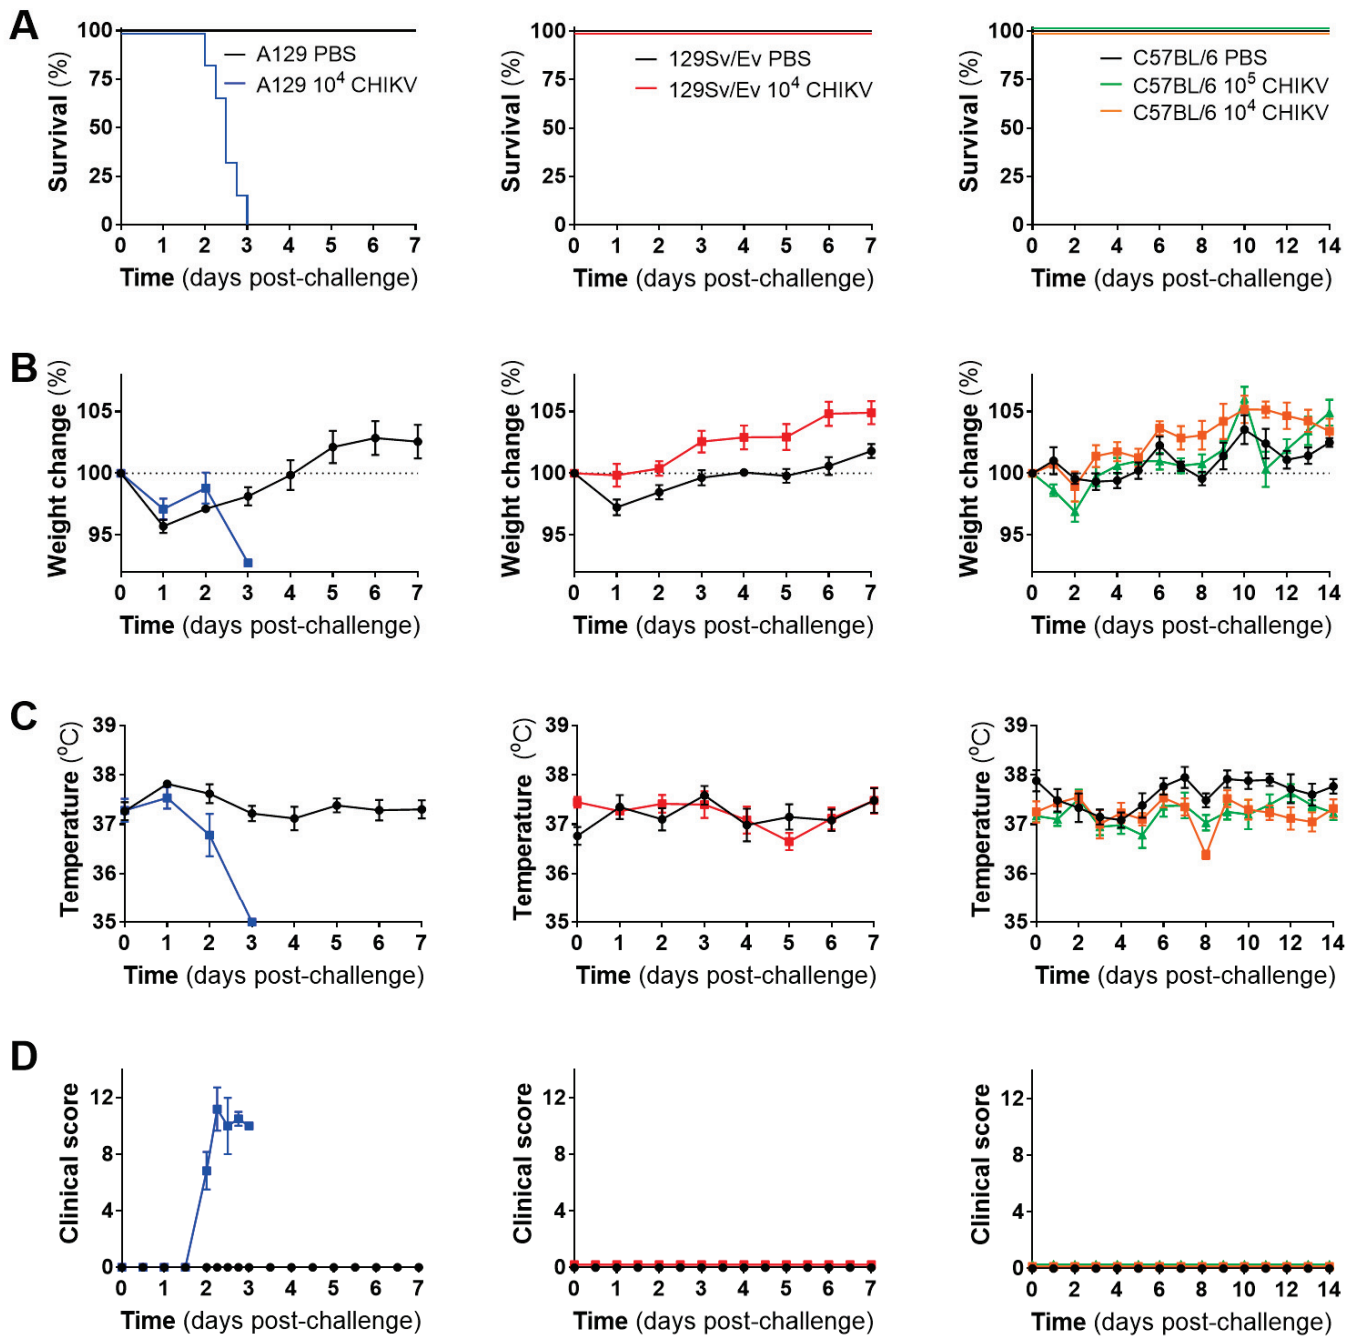 A
Survival (%)
100
75
50
25
0
A129 PBS
A129 10⁴ CHIKV
0 1 2 3 4 5 6 7
Time (days post-challenge)
Survival (%)
100
75
50
25
0
129Sv/Ev PBS
129Sv/Ev 10⁴ CHIKV
0 1 2 3 4 5 6 7
Time (days post-challenge)
Survival (%)
100
75
50
25
0
C57BL/6 PBS
C57BL/6 10⁵ CHIKV
C57BL/6 10⁴ CHIKV
0 2 4 6 8 10 12 14
Time (days post-challenge)
B
Weight change (%)
105
100
95
0 1 2 3 4 5 6 7
Time (days post-challenge)
Weight change (%)
105
100
95
0 1 2 3 4 5 6 7
Time (days post-challenge)
Weight change (%)
105
100
95
0 2 4 6 8 10 12 14
Time (days post-challenge)
C
Temperature (°C)
39
38
37
36
35
0 1 2 3 4 5 6 7
Time (days post-challenge)
Temperature (°C)
39
38
37
36
35
0 1 2 3 4 5 6 7
Time (days post-challenge)
Temperature (°C)
39
38
37
36
35
0 2 4 6 8 10 12 14
Time (days post-challenge)
D
Clinical score
12
8
4
0
0 1 2 3 4 5 6 7
Time (days post-challenge)
Clinical score
12
8
4
0
0 1 2 3 4 5 6 7
Time (days post-challenge)
Clinical score
12
8
4
0
0 2 4 6 8 10 12 14
Time (days post-challenge)